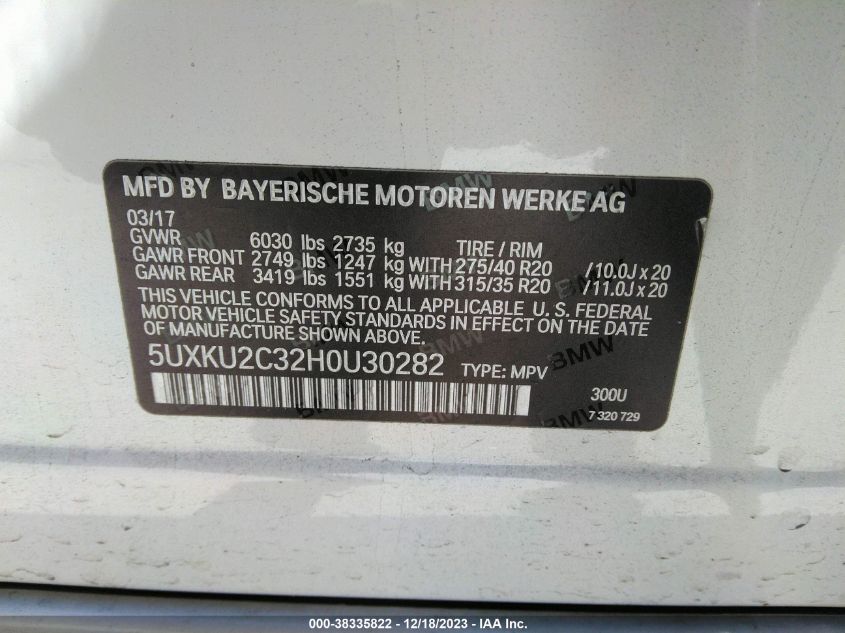 MFD BY BAYERISCHE MOTOREN WERKE AG
03/17
GVWR 6030 lbs 2735 kg TIRE / RIM
GAWR FRONT 2749 lbs 1247 kg WITH 275/40 R20 /10.0J x 20
GAWR REAR 3419 lbs 1551 kg WITH 315/35 R20 /11.0J x 20
THIS VEHICLE CONFORMS TO ALL APPLICABLE U. S. FEDERAL
MOTOR VEHICLE SAFETY STANDARDS IN EFFECT ON THE DATE
OF MANUFACTURE SHOWN ABOVE.
5UXKU2C32H0U30282 TYPE: MPV
300U
7 320 729
000-38335822 - 12/18/2023 - IAA Inc.